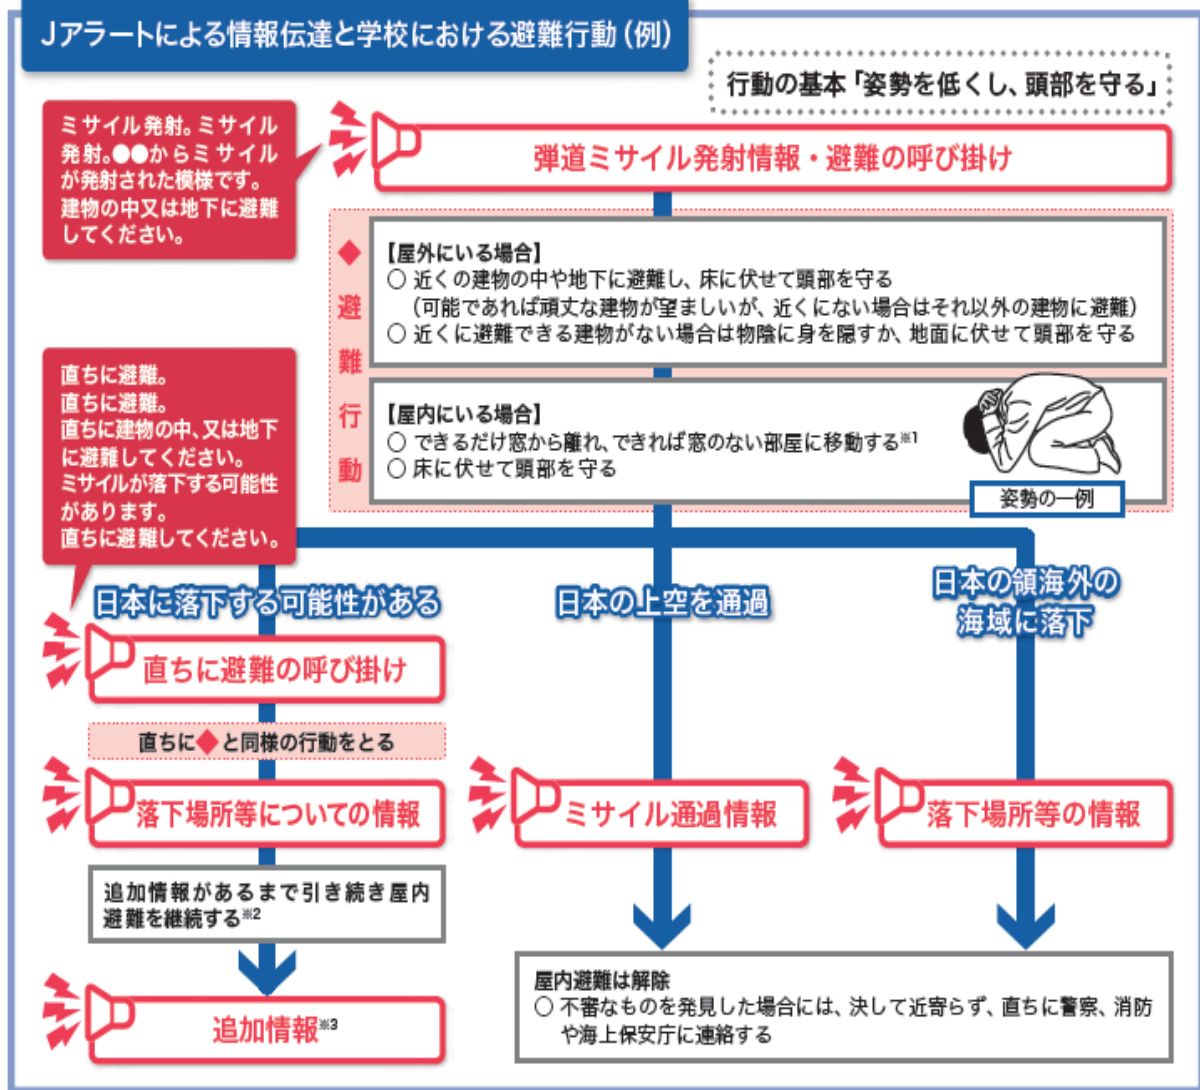 Jアラートによる情報伝達と学校における避難行動（例）
行動の基本「姿勢を低くし、頭部を守る」
ミサイル発射。ミサイル
発射。●●からミサイル
が発射された模様です。
建物の中又は地下に避難
してください。
弾道ミサイル発射情報・避難の呼び掛け
◆避難行動
【屋外にいる場合】
○ 近くの建物の中や地下に避難し、床に伏せて頭部を守る
（可能であれば頑丈な建物が望ましいが、近くにない場合はそれ以外の建物に避難）
○ 近くに避難できる建物がない場合は物陰に身を隠すか、地面に伏せて頭部を守る
【屋内にいる場合】
○ できるだけ窓から離れ、できれば窓のない部屋に移動する※1
○ 床に伏せて頭部を守る
姿勢の一例
直ちに避難。
直ちに避難。
直ちに建物の中、又は地下
に避難してください。
ミサイルが落下する可能性
があります。
直ちに避難してください。
日本に落下する可能性がある
直ちに避難の呼び掛け
直ちに◆と同様の行動をとる
落下場所等についての情報
追加情報があるまで引き続き屋内
避難を継続する※2
追加情報※3
日本の上空を通過
ミサイル通過情報
日本の領海外の
海域に落下
落下場所等の情報
屋内避難は解除
○ 不審なものを発見した場合には、決して近寄らず、直ちに警察、消防
や海上保安庁に連絡する